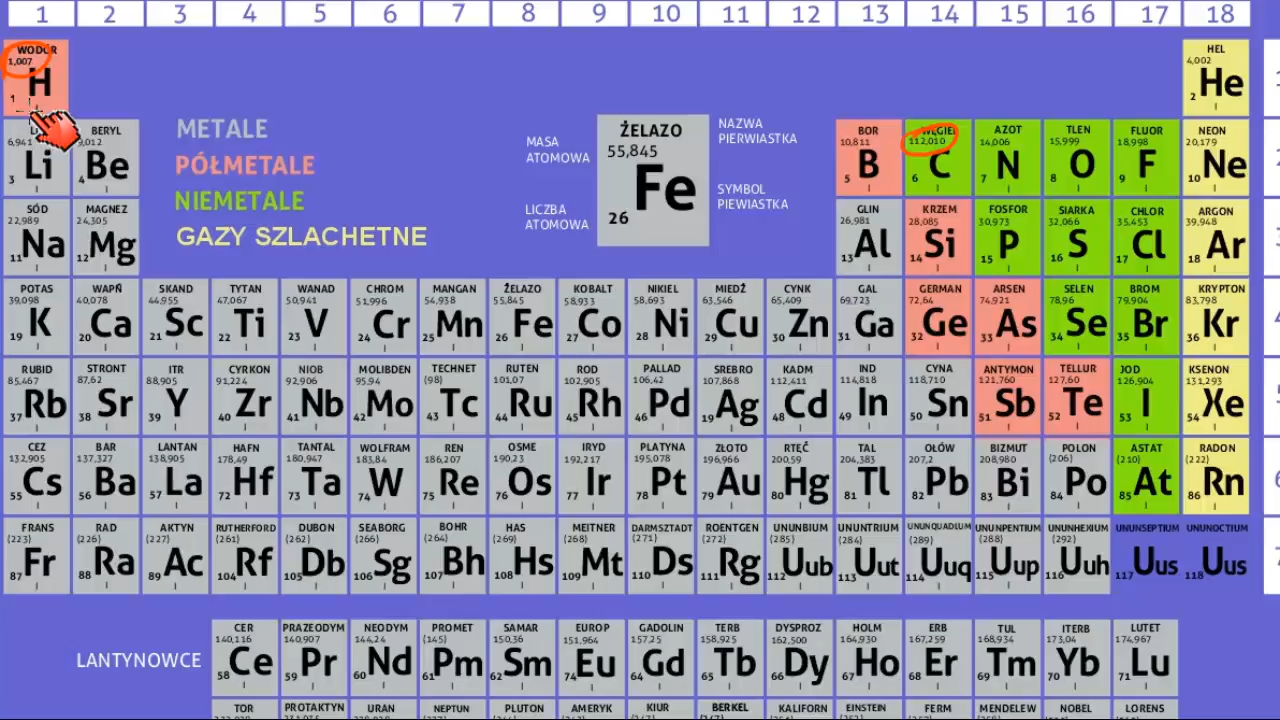 1 2 3 4 5 6 7 8 9 10 11 12 13 14 15 16 17 18
WODÓR HEL
1,007 4,002
1 H 2 He
METALE
PÓŁMETALE
NIEMETALE
GAZY SZLACHETNE
MASA ATOMOWA
LICZBA ATOMOWA
ŻELAZO
55,845
Fe
26
NAZWA PIERWIASTKA
SYMBOL PIEWIASTKA
BERYL BOR WĘGIEL AZOT TLEN FLUOR NEON
6,941 9,012 10,811 112,010 14,006 15,999 18,998 20,179
3 Li 4 Be 5 B 6 C 7 N 8 O 9 F 10 Ne
SÓD MAGNEZ GLIN KRZEM FOSFOR SIARKA CHLOR ARGON
22,989 24,305 26,981 28,085 30,973 32,066 35,453 39,948
11 Na 12 Mg 13 Al 14 Si 15 P 16 S 17 Cl 18 Ar
POTAS WAPŃ SKAND TYTAN WANAD CHROM MANGAN ŻELAZO KOBALT NIKIEL MIEDŹ CYNK GAL GERMAN ARSEN SELEN BROM KRYPTON
39,098 40,078 44,955 47,067 50,941 51,996 54,938 55,845 58,933 58,693 63,546 65,409 69,723 72,64 74,921 78,96 79,904 83,798
19 K 20 Ca 21 Sc 22 Ti 23 V 24 Cr 25 Mn 26 Fe 27 Co 28 Ni 29 Cu 30 Zn 31 Ga 32 Ge 33 As 34 Se 35 Br 36 Kr
RUBID STRONT ITR CYRKON NIOB MOLIBDEN TECHNET RUTEN ROD PALLAD SREBRO KADM IND CYNA ANTYMON TELLUR JOD KSENON
85,467 87,62 88,905 91,224 92,906 95,94 (98) 101,07 102,905 106,42 107,868 112,411 114,818 118,710 121,760 127,60 126,904 131,293
37 Rb 38 Sr 39 Y 40 Zr 41 Nb 42 Mo 43 Tc 44 Ru 45 Rh 46 Pd 19 Ag 48 Cd 49 In 50 Sn 51 Sb 52 Te 53 I 54 Xe
CEZ BAR LANTAN HAFN TANTAL WOLFRAM REN OSME IRYD PLATYNA ZŁOTO RTĘĆ TAL OŁÓW BIZMUT POLON ASTAT RADON
132,905 137,327 138,905 178,49 180,947 183,84 186,207 190,23 192,217 195,078 196,966 200,59 204,383 207,2 208,980 (206) (210) (222)
55 Cs 56 Ba 57 La 72 Hf 73 Ta 74 W 75 Re 76 Os 77 Ir 78 Pt 79 Au 80 Hg 81 Tl 82 Pb 83 Bi 84 Po 85 At 86 Rn
FRANS RAD AKTYN RUTHERFORD DUBON SEABORG BOHR HAS MEITNER DARMSZTADT ROENTGEN UNUNBIUM UNUNTRIUM UNUNQUADIUM UNUNPENTIUM UNUNHEXIUM UNUNSEPTIUM UNUNOCTIUM
(223) (226) (227) (261) (262) (266) (264) (269) (268) (271) (272) (285) (284) (289) (288) (292)
87 Fr 88 Ra 89 Ac 104 Rf 105 Db 106 Sg 107 Bh 108 Hs 109 Mt 110 Ds 111 Rg 112 Uub 113 Uut 114 Uuq 115 Uup 116 Uuh 117 Uus 118 Uus
LANTYNOWCE
CER PRAZEODYM NEODYM PROMET SAMAR EUROP GADOLIN TERB DYSPROZ HOLM ERB TUL ITERB LUTET
140,116 140,907 144,24 (145) 150,36 151,964 157,25 158,925 162,500 164,930 167,259 168,934 173,04 174,967
58 Ce 59 Pr 60 Nd 61 Pm 62 Sm 74 Eu 64 Gd 65 Tb 66 Dy 67 Ho 68 Er 69 Tm 70 Yb 71 Lu
TOR PROTAKTYN URAN NEPTUN PLUTON AMERYK KIUR BERKEL KALIFORN EINSTEIN FERM MENDELEW NOBEL LORENS